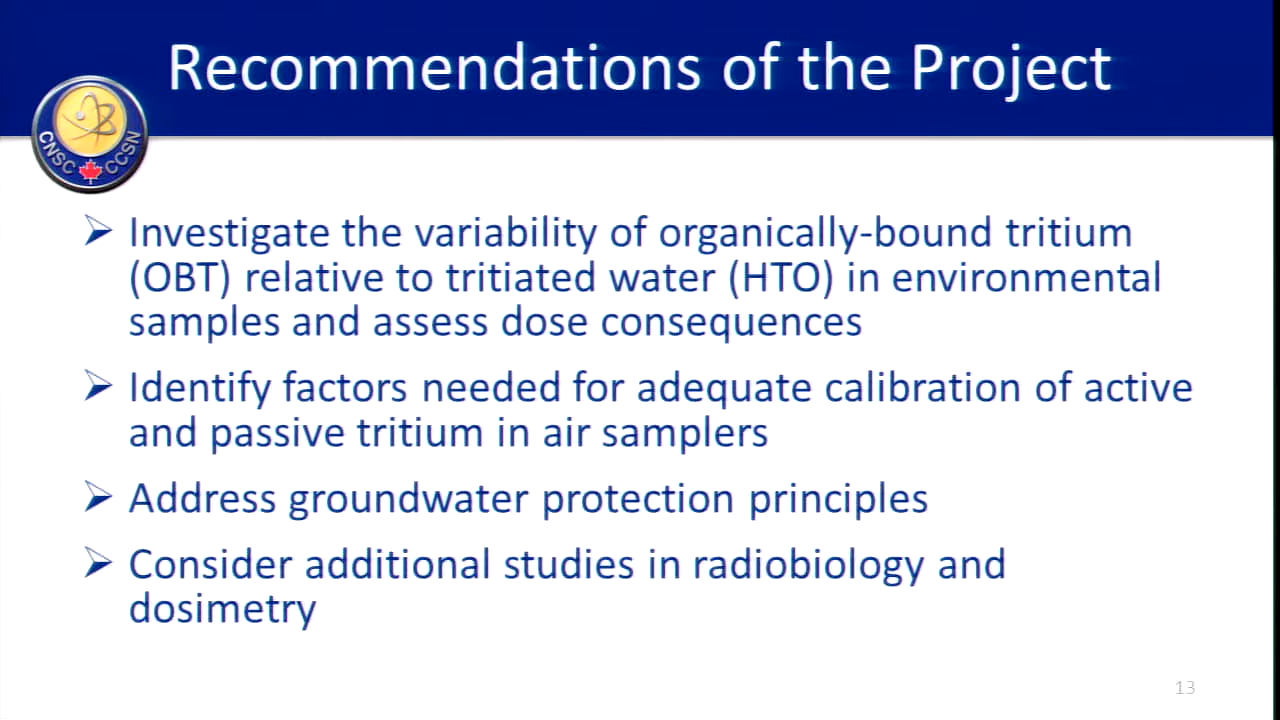 Recommendations of the Project
CNSC CCSN
Investigate the variability of organically-bound tritium
(OBT) relative to tritiated water (HTO) in environmental
samples and assess dose consequences
Identify factors needed for adequate calibration of active
and passive tritium in air samplers
Address groundwater protection principles
Consider additional studies in radiobiology and
dosimetry
13